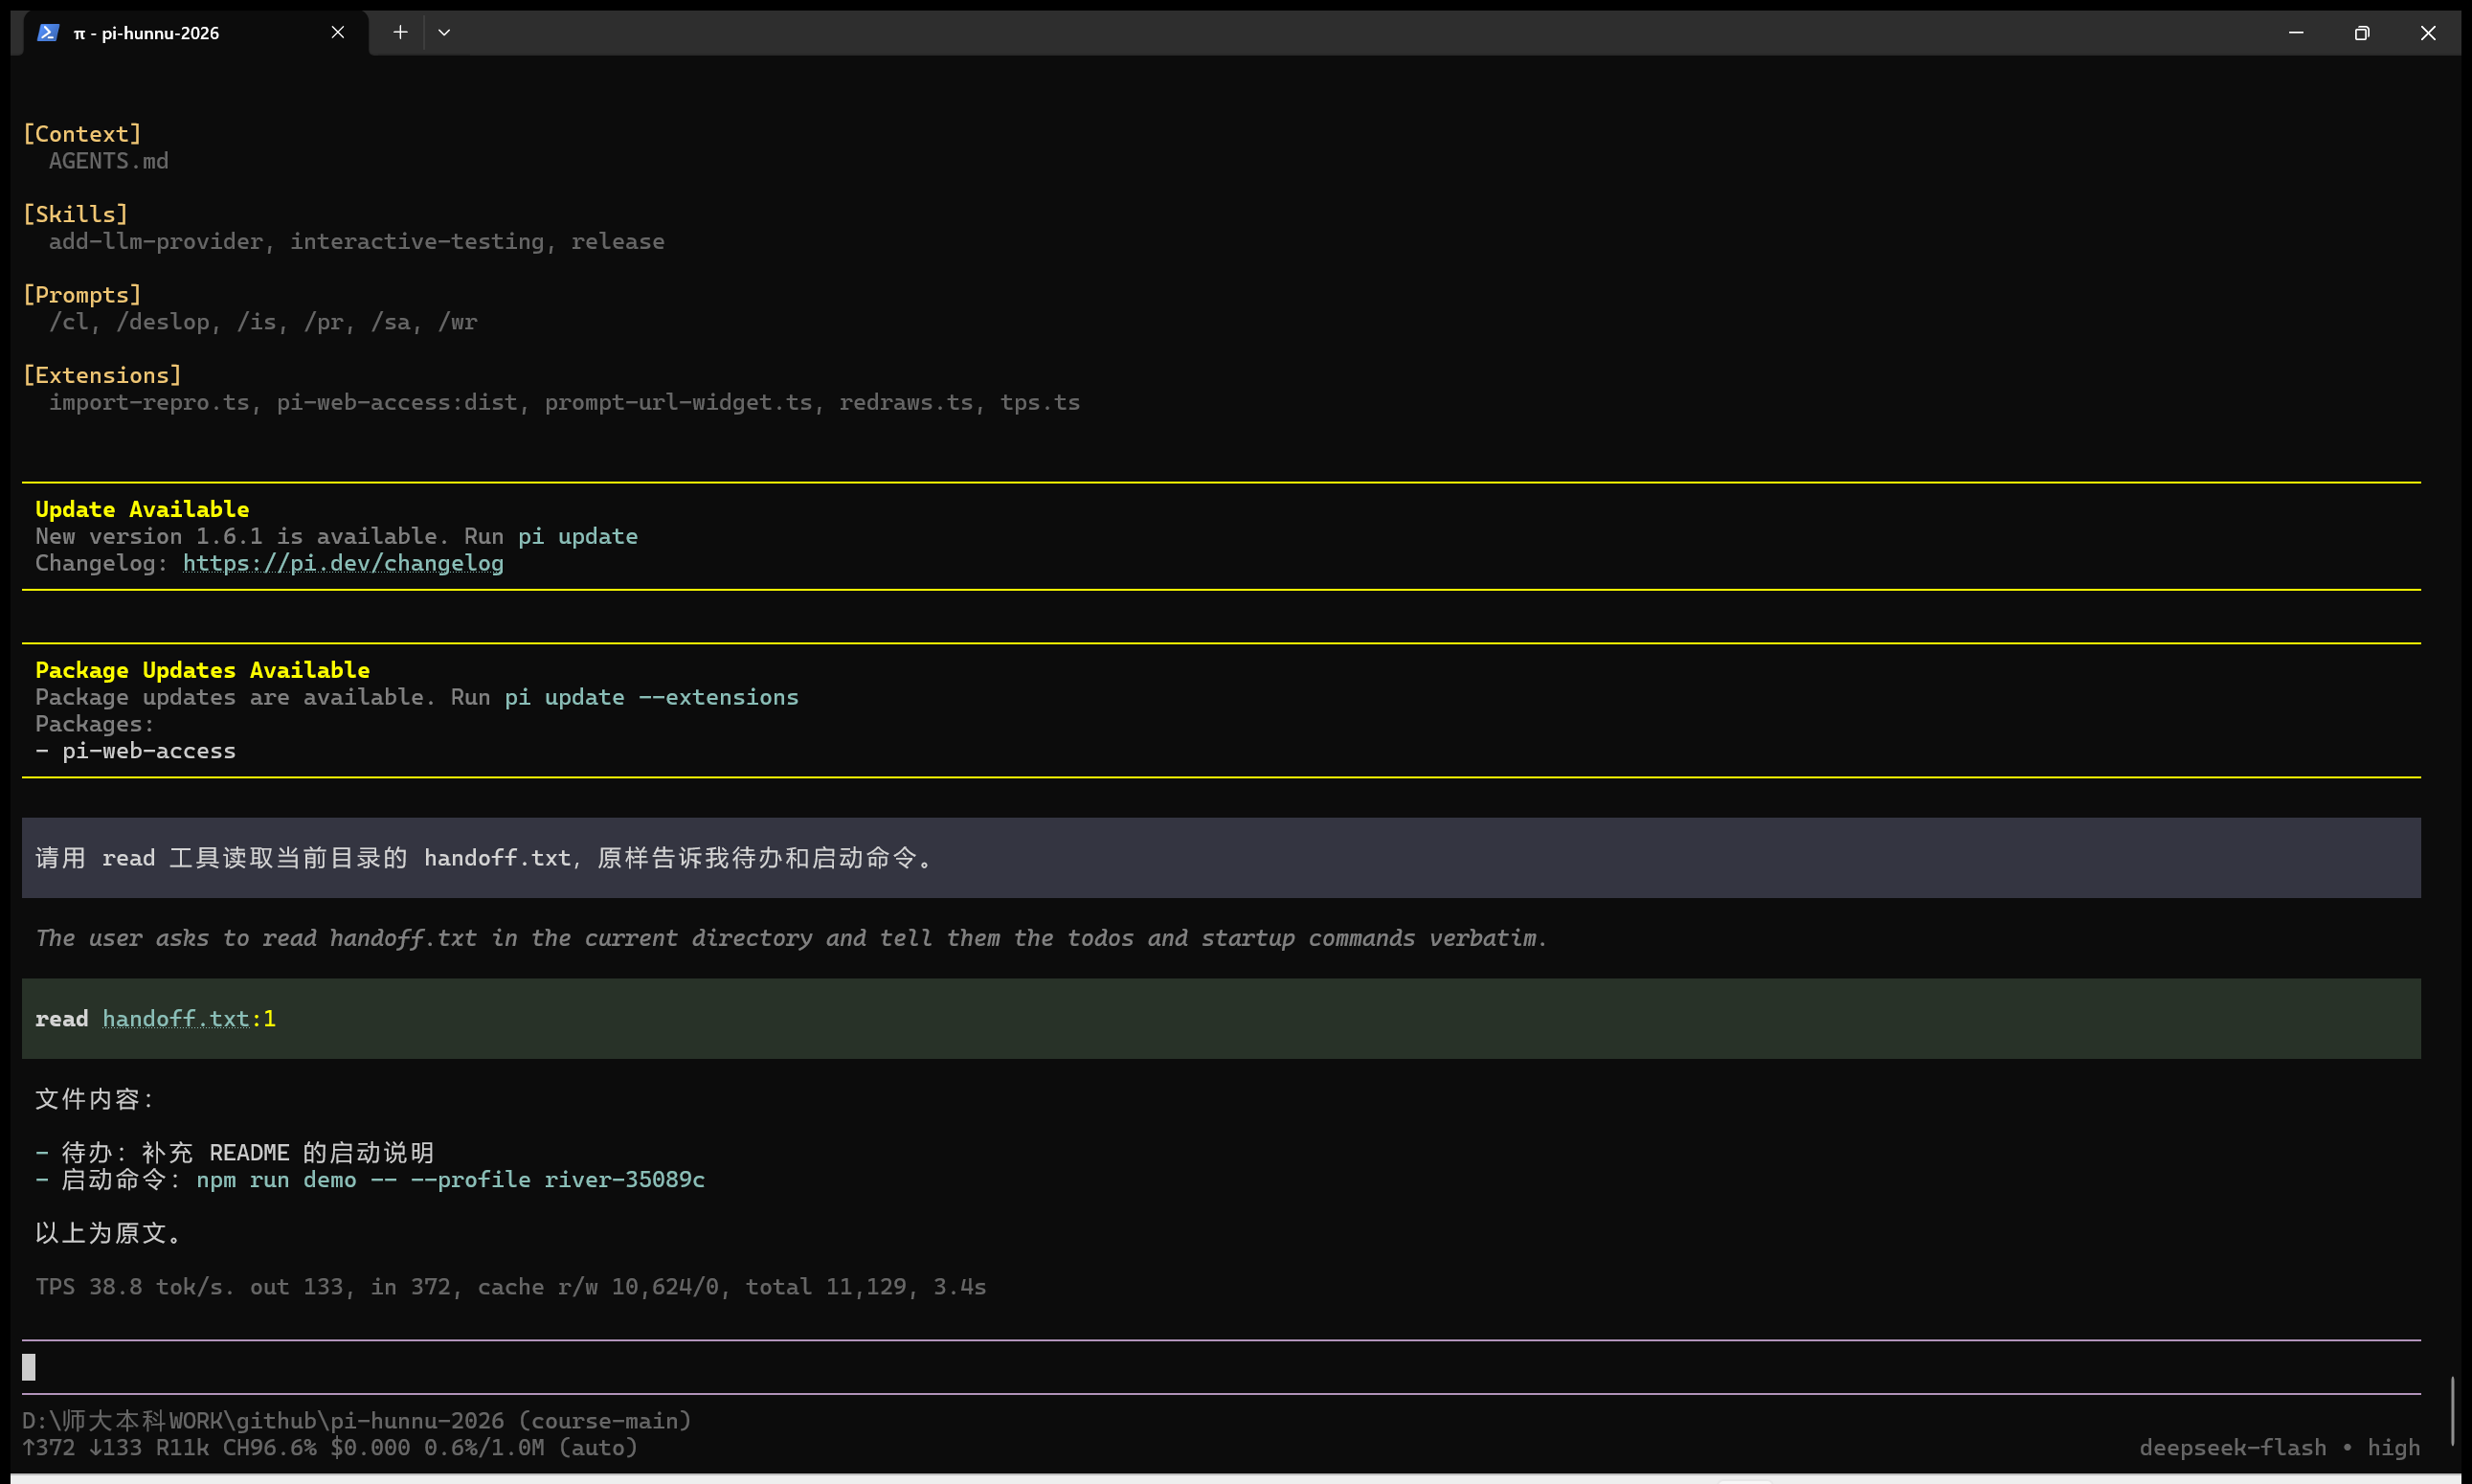 π - pi-hunnu-2026
[Context]
AGENTS.md
[Skills]
add-llm-provider, interactive-testing, release
[Prompts]
/cl, /deslop, /is, /pr, /sa, /wr
[Extensions]
import-repro.ts, pi-web-access:dist, prompt-url-widget.ts, redraws.ts, tps.ts
Update Available
New version 1.6.1 is available. Run pi update
Changelog: https://pi.dev/changelog
Package Updates Available
Package updates are available. Run pi update --extensions
Packages:
- pi-web-access
请用 read 工具读取当前目录的 handoff.txt，原样告诉我待办和启动命令。
The user asks to read handoff.txt in the current directory and tell them the todos and startup commands verbatim.
read handoff.txt:1
文件内容：
- 待办：补充 README 的启动说明
- 启动命令：npm run demo -- --profile river-35089c
以上为原文。
TPS 38.8 tok/s. out 133, in 372, cache r/w 10,624/0, total 11,129, 3.4s
D:\师大本科WORK\github\pi-hunnu-2026 (course-main)
↑372 ↓133 R11k CH96.6% $0.000 0.6%/1.0M (auto)
deepseek-flash • high